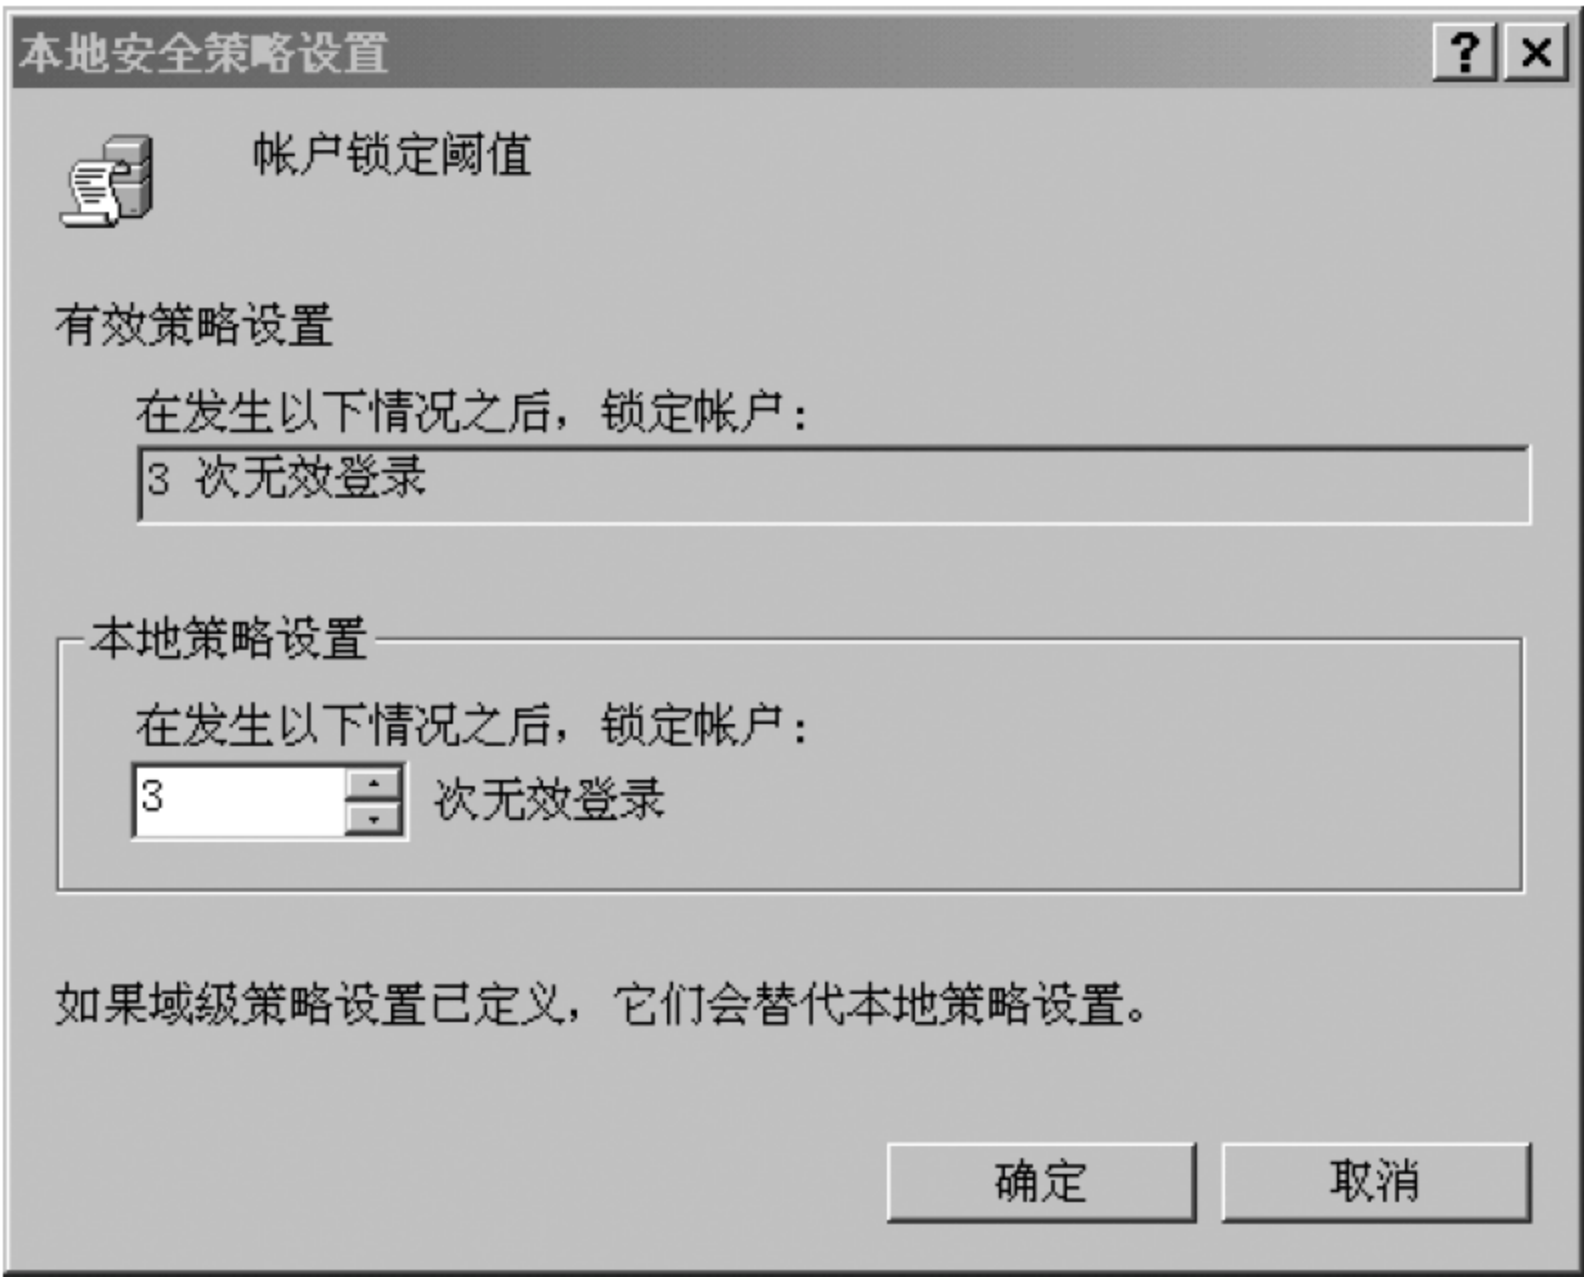 本地安全策略设置
帐户锁定阈值
有效策略设置
在发生以下情况之后，锁定帐户：
3 次无效登录
本地策略设置
在发生以下情况之后，锁定帐户：
3 次无效登录
如果域级策略设置已定义，它们会替代本地策略设置。
确定 取消